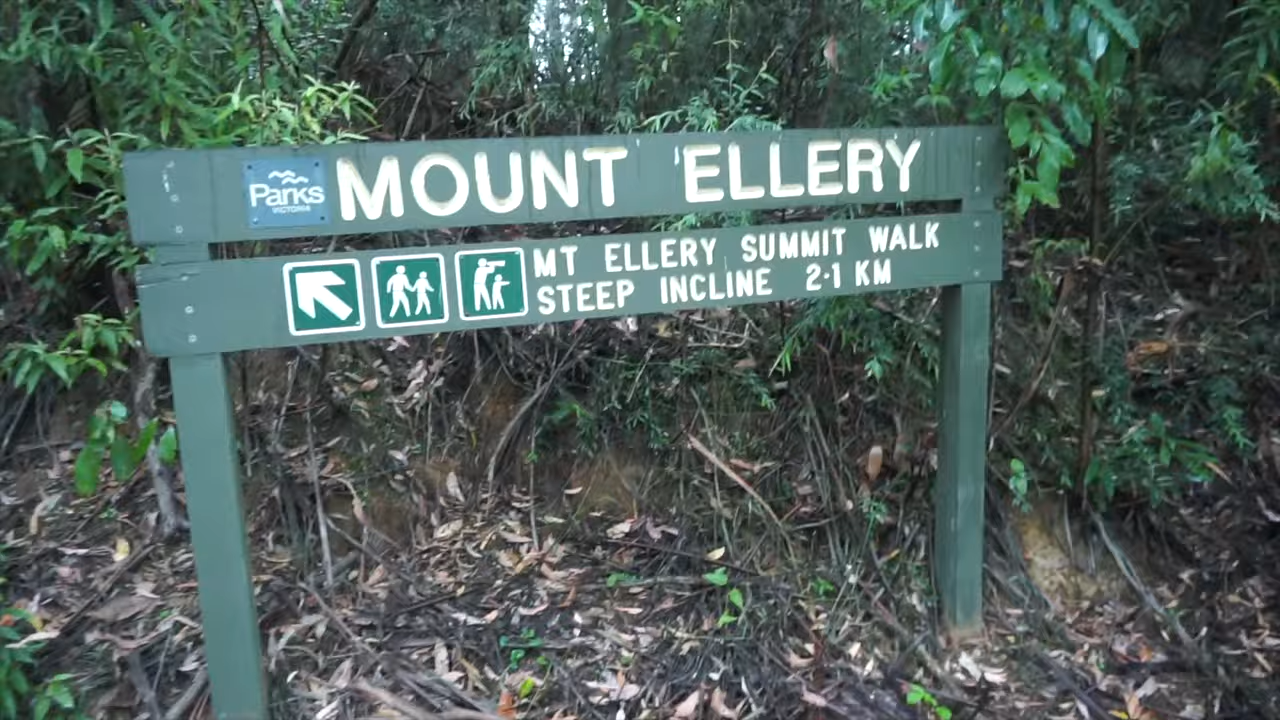 Parks
VICTORIA
MOUNT ELLERY
MT ELLERY SUMMIT WALK
STEEP INCLINE 2·1 KM